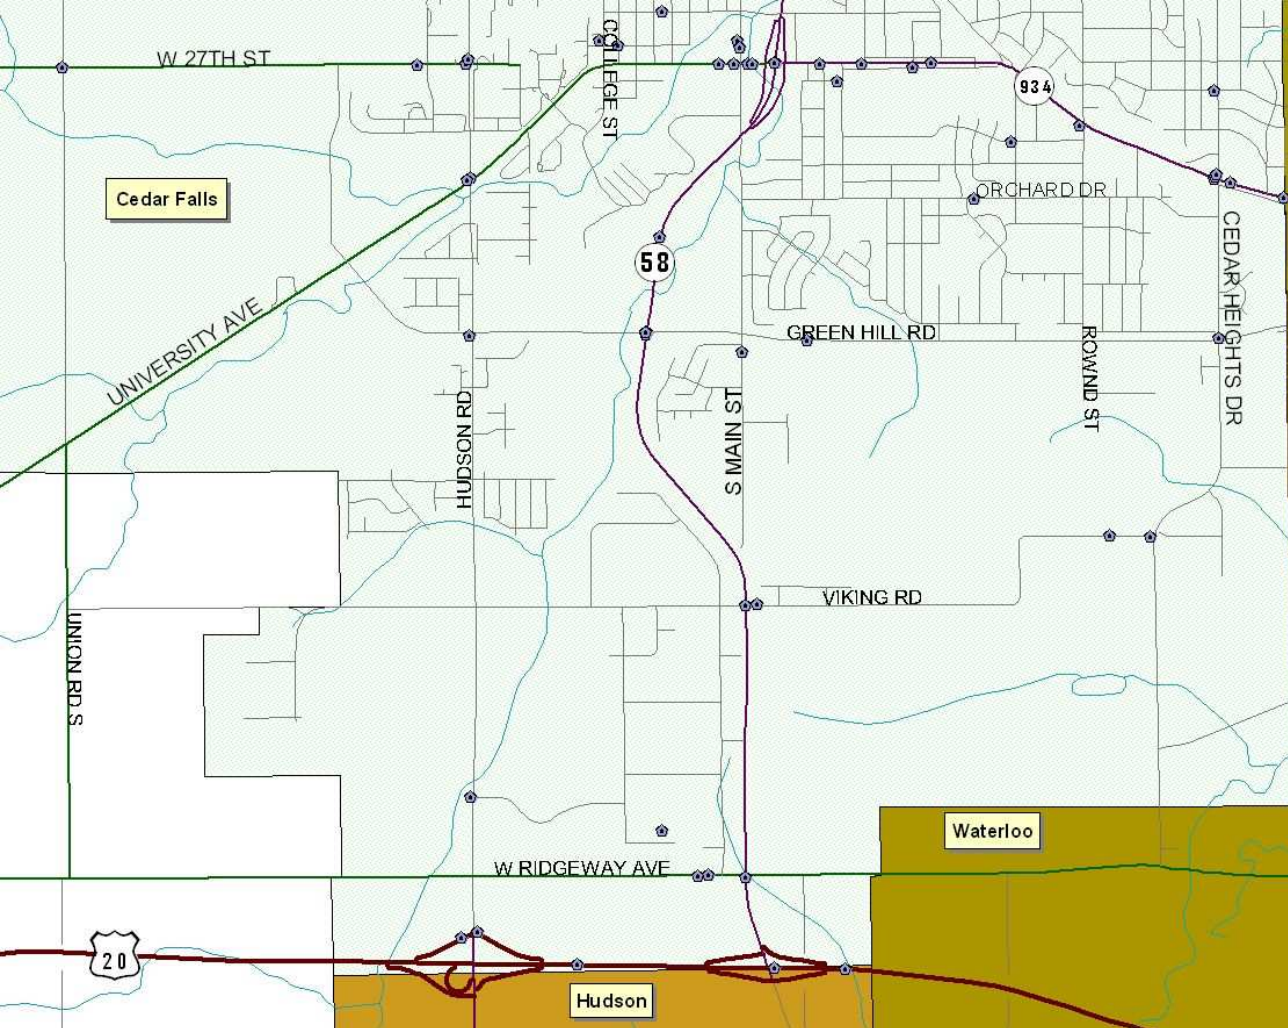 W 27TH ST
COLLEGE ST
934
Cedar Falls
ORCHARD DR
CEDAR HEIGHTS DR
58
UNIVERSITY AVE
GREEN HILL RD
ROWND ST
HUDSON RD
S MAIN ST
VIKING RD
UNION RD S
Waterloo
W RIDGEWAY AVE
20
Hudson